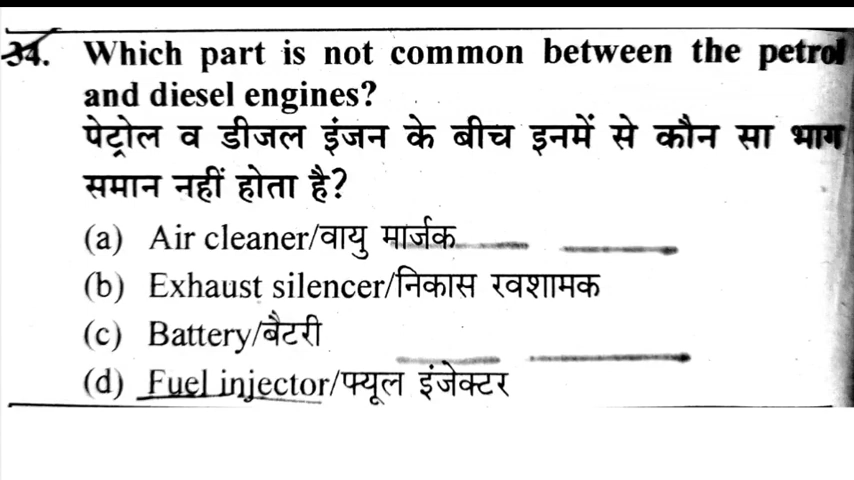 34. Which part is not common between the petrol
and diesel engines?
पेट्रोल व डीजल इंजन के बीच इनमें से कौन सा भाग
समान नहीं होता है?
(a) Air cleaner/वायु मार्जक
(b) Exhaust silencer/निकास रवशामक
(c) Battery/बैटरी
(d) Fuel injector/फ्यूल इंजेक्टर